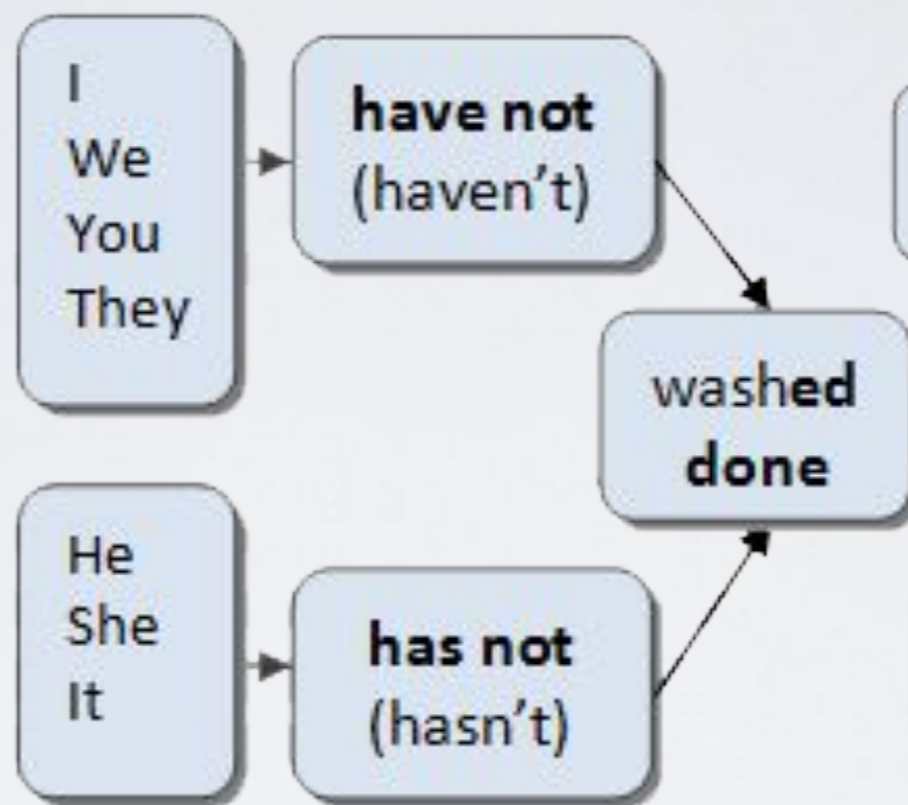 I
We
You
They
have not
(haven't)
washed
done
He
She
It
has not
(hasn't)